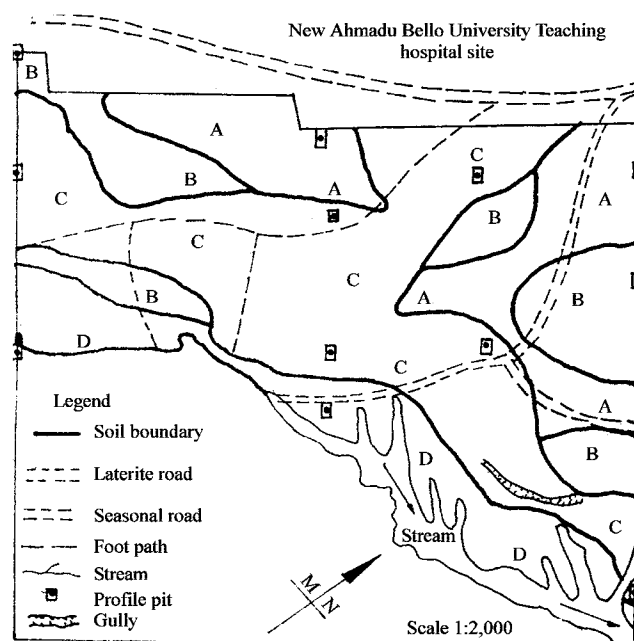 New Ahmadu Bello University Teaching
hospital site
B
A
C
A
C
B
A
B
C
C
B
A
B
D
C
A
B
D
C
D
Legend
Soil boundary
Laterite road
Seasonal road
Foot path
Stream
Profile pit
Gully
Stream
M N
Scale 1:2,000